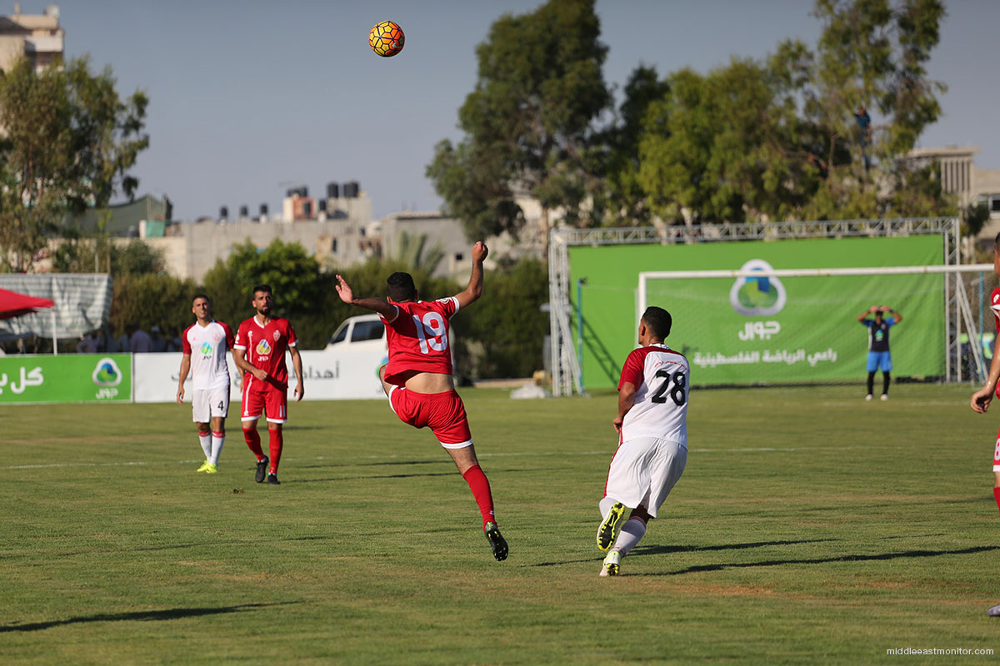 جوال
راعي الرياضة الفلسطينية
كل
جوال
أهدا
19
28
4
middleeastmonitor.com